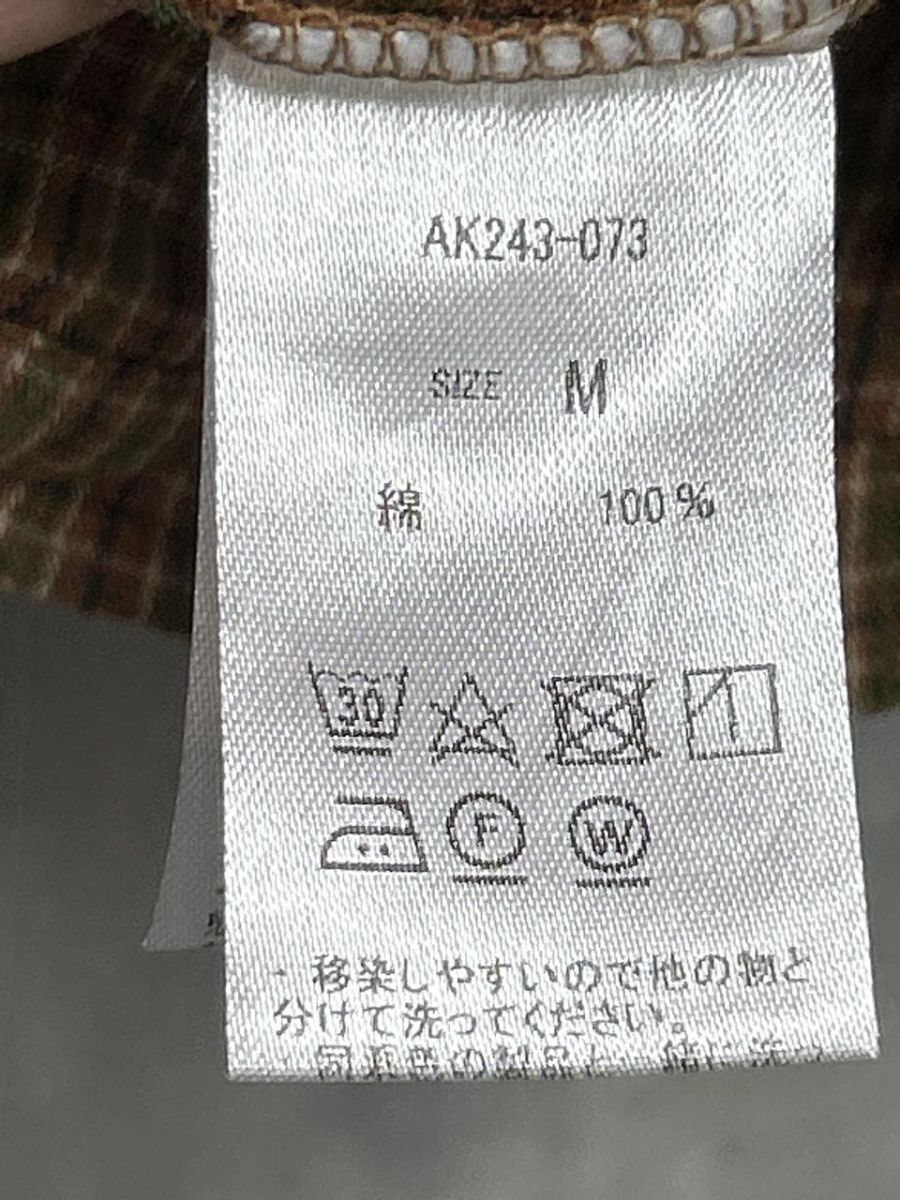 AK243-073
SIZE M
綿 100%
30
F W
・移染しやすいので他の物と
分けて洗ってください。